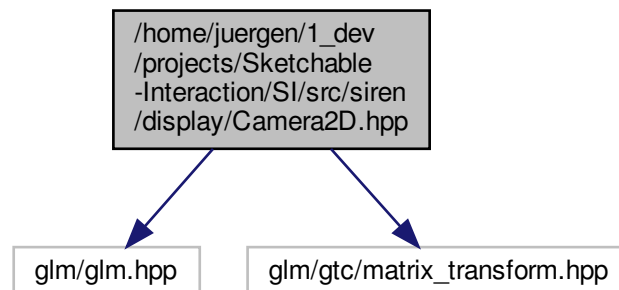 /home/juergen/1_dev
/projects/Sketchable
-Interaction/SI/src/siren
/display/Camera2D.hpp
glm/glm.hpp
glm/gtc/matrix_transform.hpp